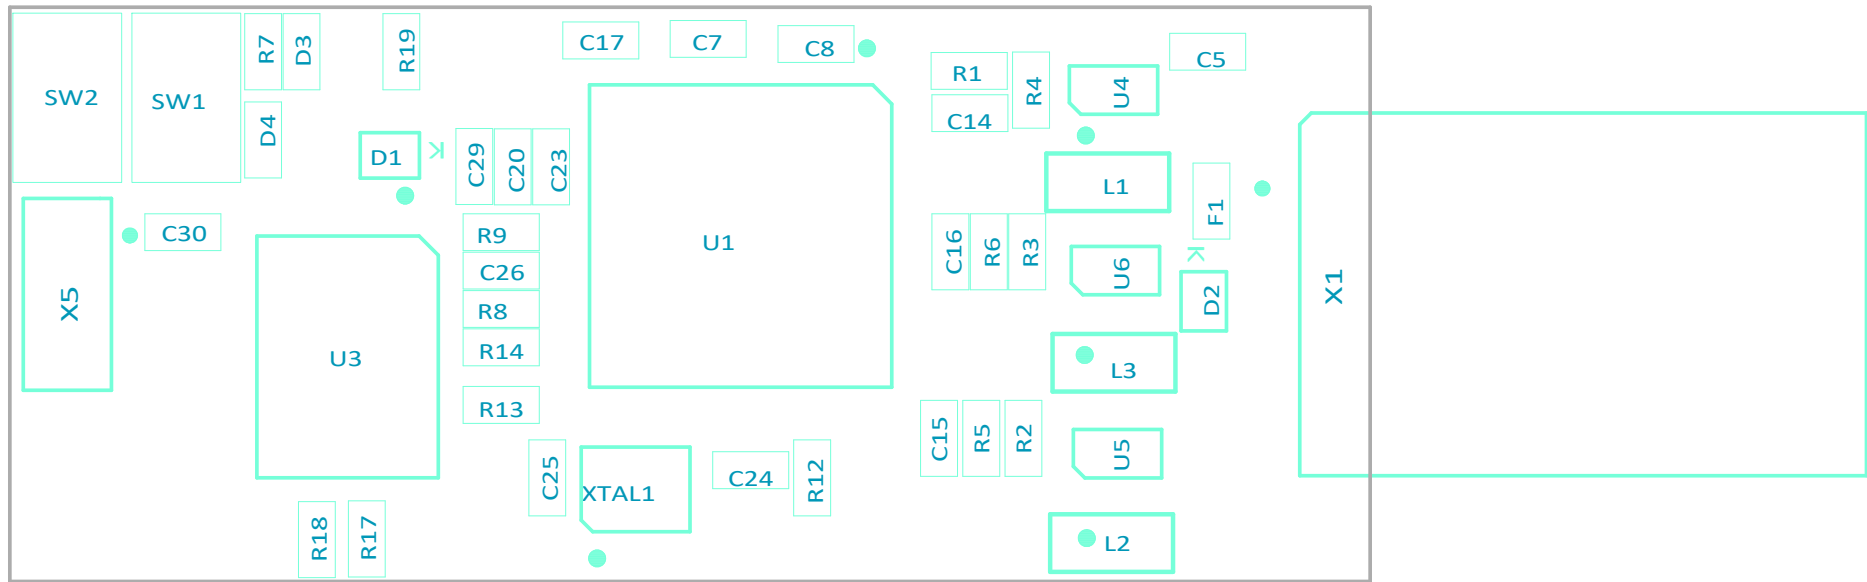 SW2
SW1
R7
D3
R19
C17
C7
C8
R1
R4
U4
C5
D4
D1
C29
C20
C23
C14
L1
F1
C30
R9
U1
C16
R6
R3
U6
X5
C26
D2
X1
U3
R8
R14
L3
R13
C15
R5
R2
U5
C25
XTAL1
C24
R12
R18
R17
L2